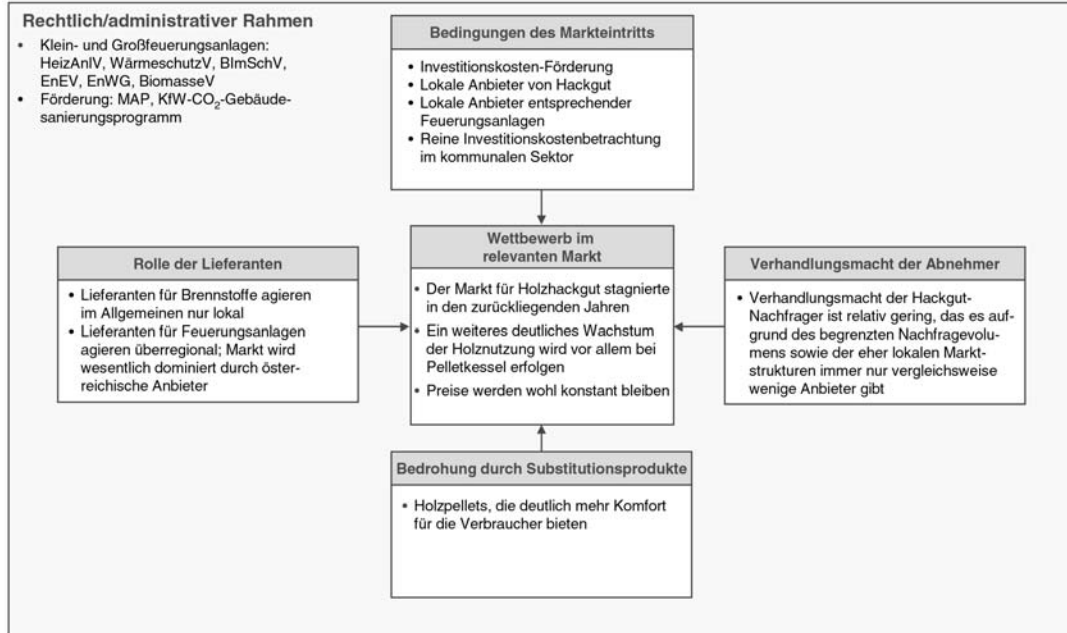 Rechtlich/administrativer Rahmen
• Klein- und Großfeuerungsanlagen:
HeizAnlV, WärmeschutzV, BImSchV,
EnEV, EnWG, BiomasseV
• Förderung: MAP, KfW-CO₂-Gebäude-
sanierungsprogramm
Bedingungen des Markteintritts
• Investitionskosten-Förderung
• Lokale Anbieter von Hackgut
• Lokale Anbieter entsprechender
Feuerungsanlagen
• Reine Investitionskostenbetrachtung
im kommunalen Sektor
Rolle der Lieferanten
• Lieferanten für Brennstoffe agieren
im Allgemeinen nur lokal
• Lieferanten für Feuerungsanlagen
agieren überregional; Markt wird
wesentlich dominiert durch öster-
reichische Anbieter
Wettbewerb im
relevanten Markt
• Der Markt für Holzhackgut stagnierte
in den zurückliegenden Jahren
• Ein weiteres deutliches Wachstum
der Holznutzung wird vor allem bei
Pelletkessel erfolgen
• Preise werden wohl konstant bleiben
Verhandlungsmacht der Abnehmer
• Verhandlungsmacht der Hackgut-
Nachfrager ist relativ gering, das es auf-
grund des begrenzten Nachfragevolu-
mens sowie der eher lokalen Markt-
strukturen immer nur vergleichsweise
wenige Anbieter gibt
Bedrohung durch Substitutionsprodukte
• Holzpellets, die deutlich mehr Komfort
für die Verbraucher bieten